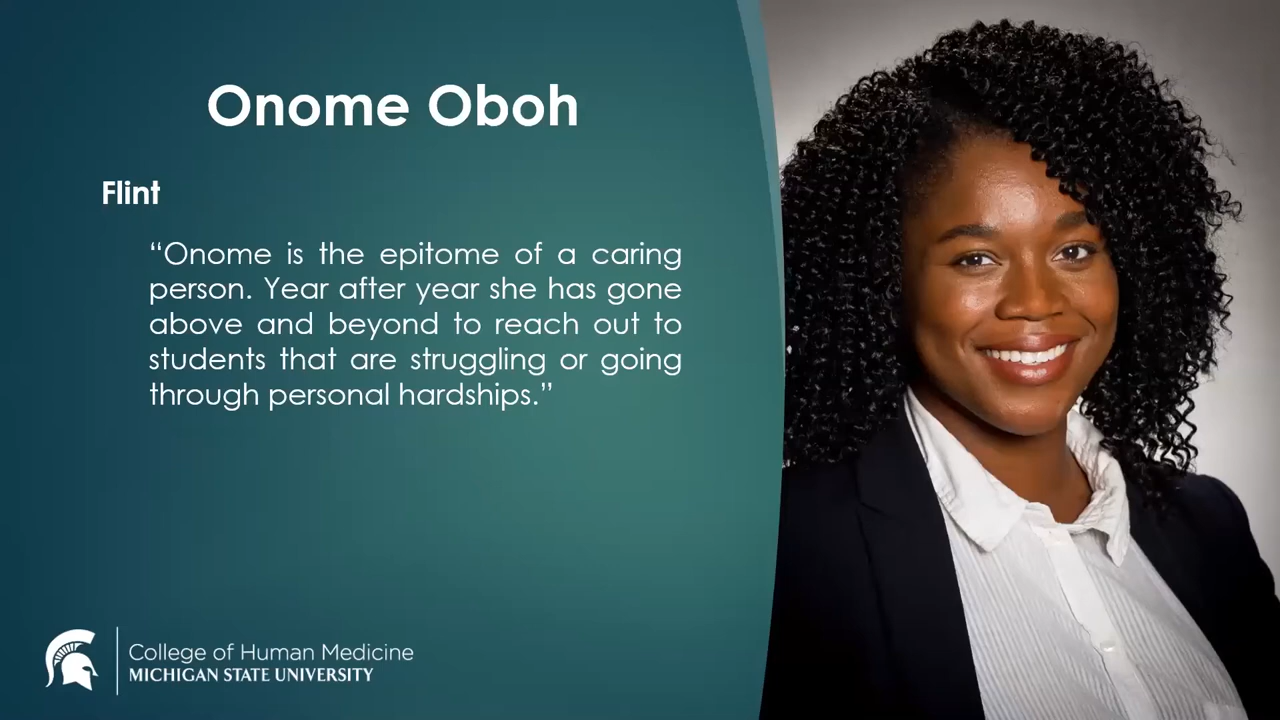 Onome Oboh
Flint
“Onome is the epitome of a caring
person. Year after year she has gone
above and beyond to reach out to
students that are struggling or going
through personal hardships.”
College of Human Medicine
MICHIGAN STATE UNIVERSITY